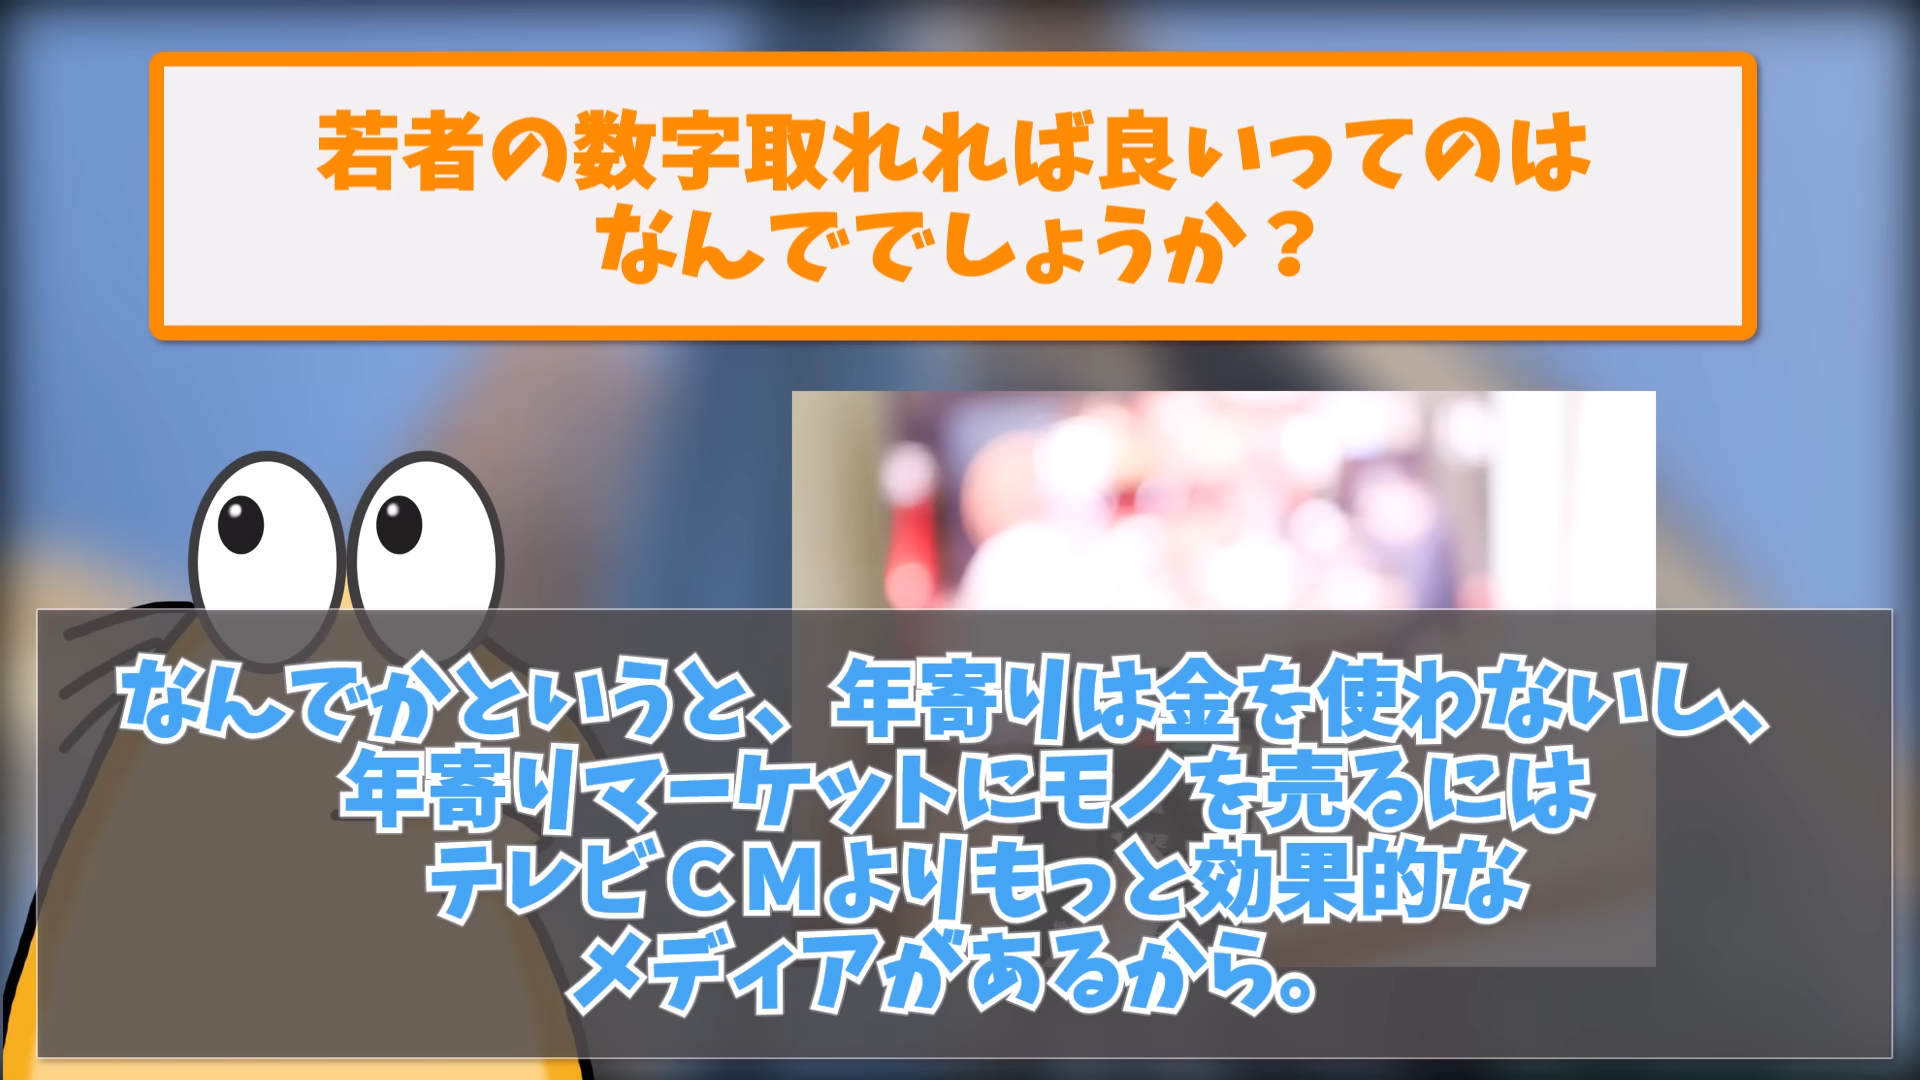 若者の数字取れれば良いってのは
なんででしょうか？
なんでかというと、年寄りは金を使わないし、
年寄りマーケットにモノを売るには
テレビＣＭよりもっと効果的な
メディアがあるから。